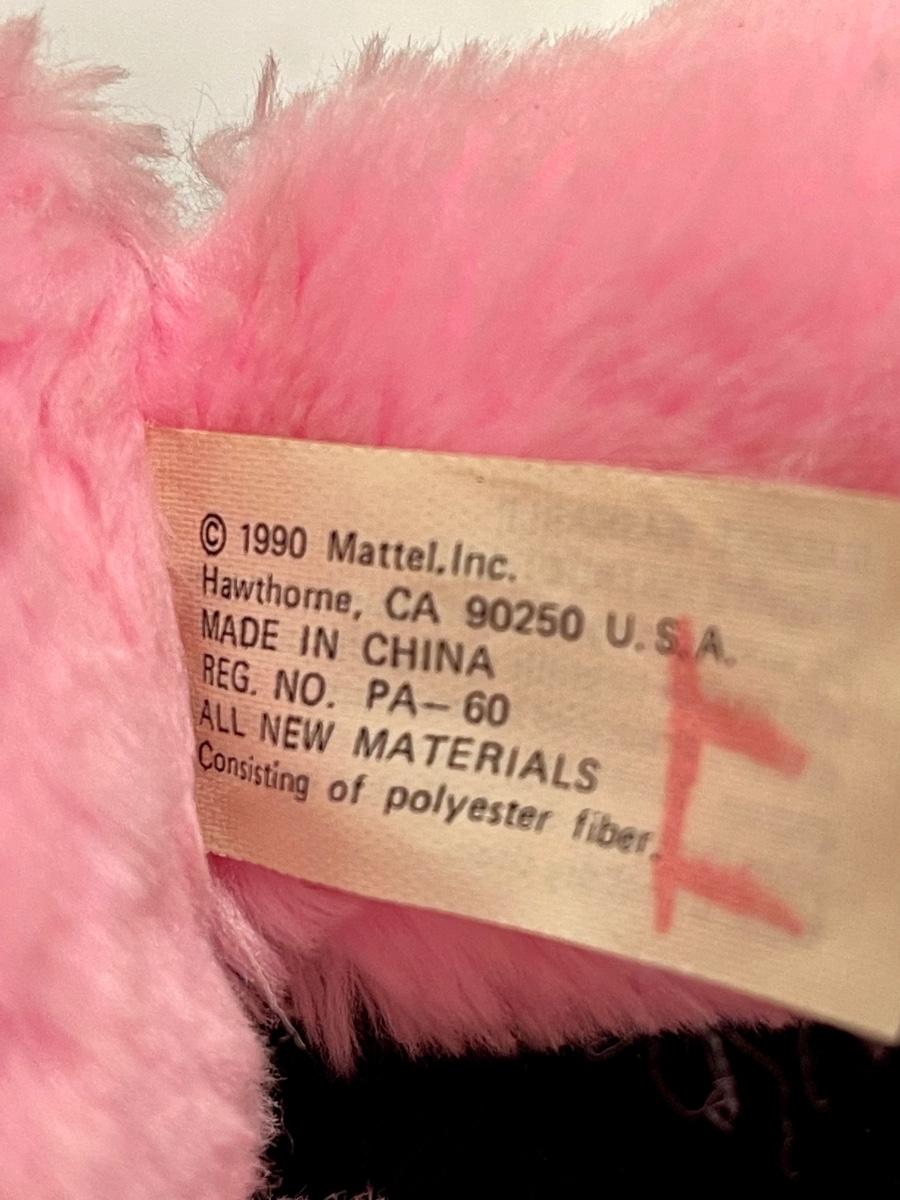 © 1990 Mattel.Inc.
Hawthorne, CA 90250 U.S.A.
MADE IN CHINA
REG. NO. PA-60
ALL NEW MATERIALS
Consisting of polyester fiber.